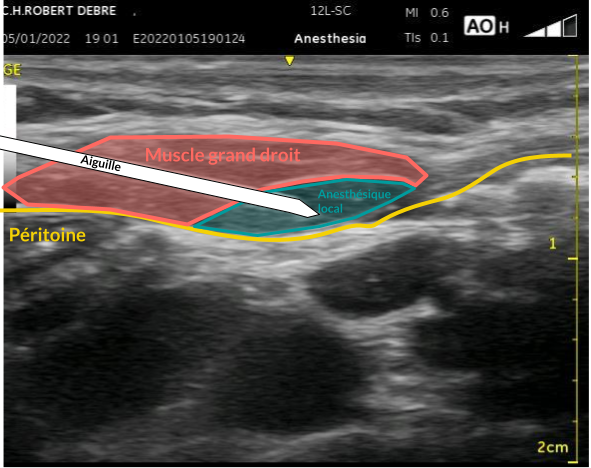 C.H.ROBERT DEBRE , 12L-SC MI 0.6
05/01/2022 19 01 E20220105190124 Anesthesia TIs 0.1
AO H
GE
Aiguille
Muscle grand droit
Anesthésique
local
Péritoine
1
2cm